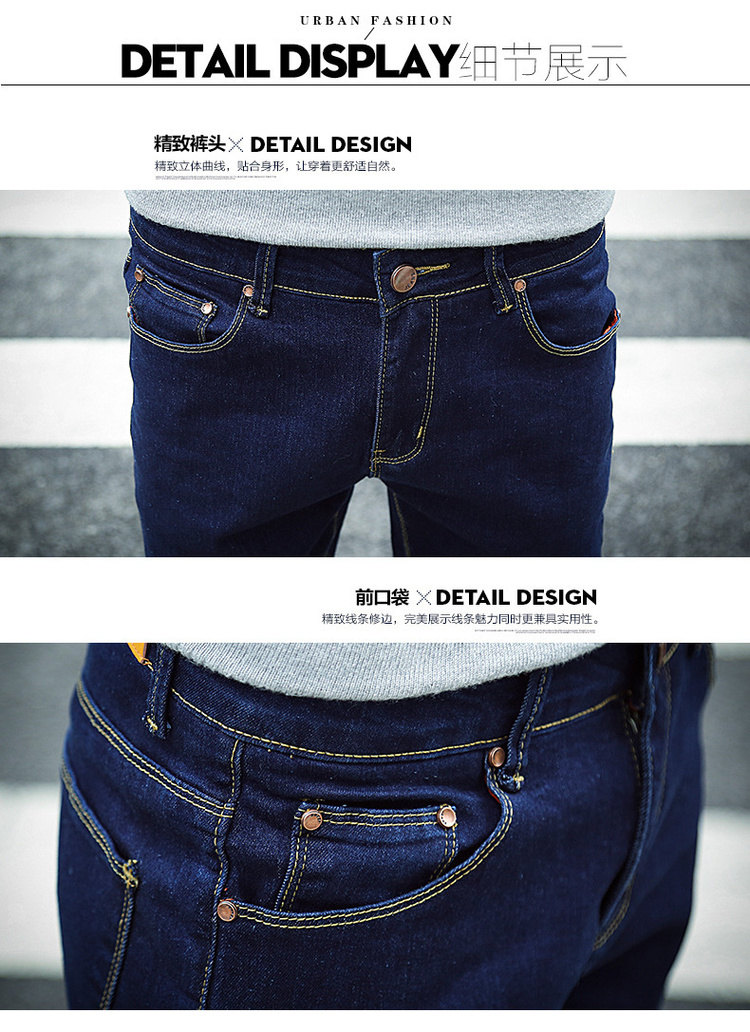 URBAN FASHION
DETAIL DISPLAY细节展示
精致裤头× DETAIL DESIGN
精致立体曲线，贴合身形，让穿着更舒适自然。
前口袋 ×DETAIL DESIGN
精致线条修边，完美展示线条魅力同时更兼具实用性。